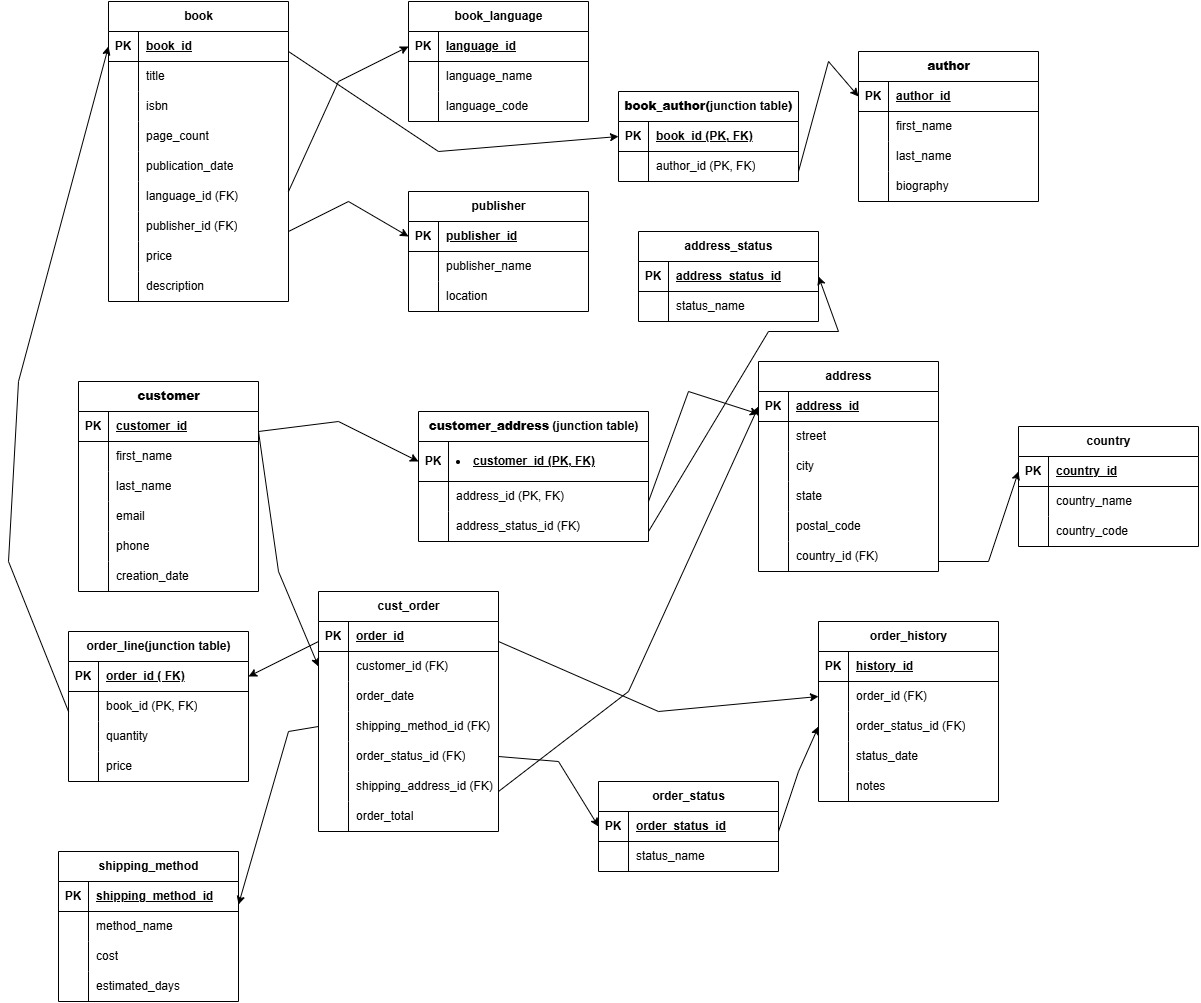 book
PK book_id
title
isbn
page_count
publication_date
language_id (FK)
publisher_id (FK)
price
description
book_language
PK language_id
language_name
language_code
book_author(junction table)
PK book_id (PK, FK)
author_id (PK, FK)
author
PK author_id
first_name
last_name
biography
publisher
PK publisher_id
publisher_name
location
address_status
PK address_status_id
status_name
customer
PK customer_id
first_name
last_name
email
phone
creation_date
customer_address (junction table)
PK • customer_id (PK, FK)
address_id (PK, FK)
address_status_id (FK)
address
PK address_id
street
city
state
postal_code
country_id (FK)
country
PK country_id
country_name
country_code
order_line(junction table)
PK order_id ( FK)
book_id (PK, FK)
quantity
price
cust_order
PK order_id
customer_id (FK)
order_date
shipping_method_id (FK)
order_status_id (FK)
shipping_address_id (FK)
order_total
order_history
PK history_id
order_id (FK)
order_status_id (FK)
status_date
notes
order_status
PK order_status_id
status_name
shipping_method
PK shipping_method_id
method_name
cost
estimated_days